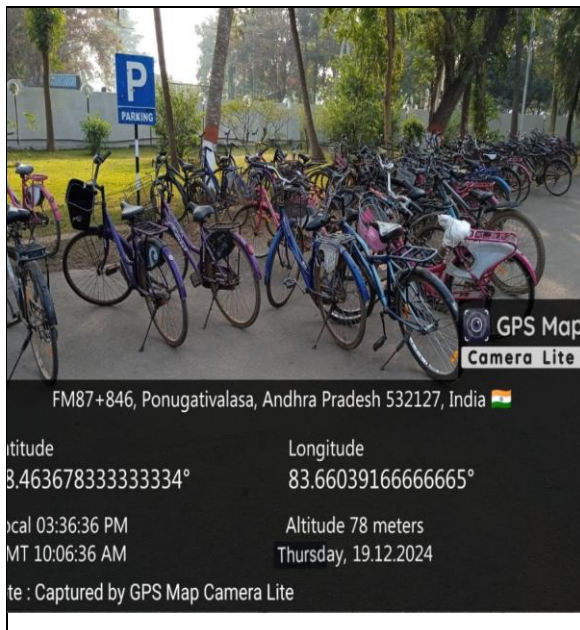 P
PARKING
GPS Map
Camera Lite
FM87+846, Ponugativalasa, Andhra Pradesh 532127, India
atitude
8.463678333333334°
Longitude
83.66039166666665°
ocal 03:36:36 PM
MT 10:06:36 AM
Altitude 78 meters
Thursday, 19.12.2024
te : Captured by GPS Map Camera Lite